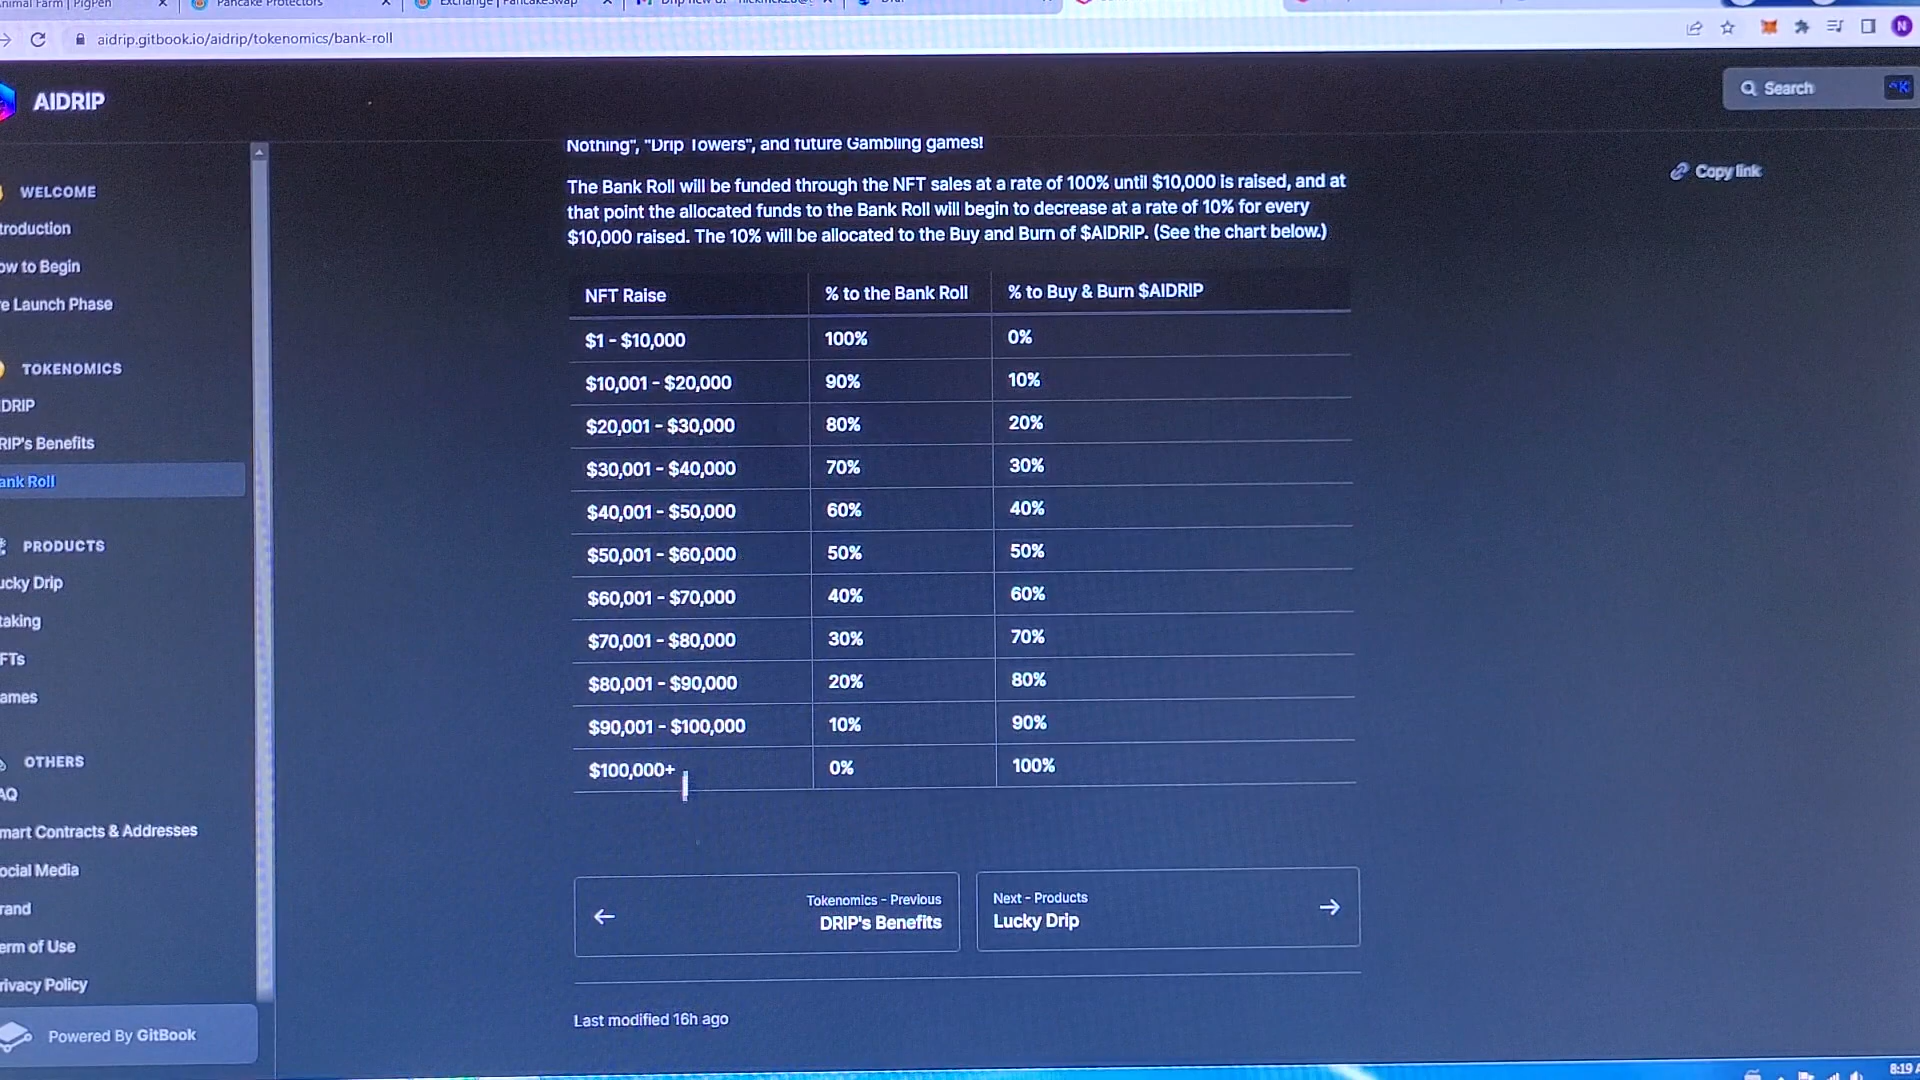 Animal Farm | PigPen
Pancake Protectors
Exchange | PancakeSwap
aidrip.gitbook.io/aidrip/tokenomics/bank-roll
N
AIDRIP
Search
Nothing", "Drip Towers", and future Gambling games!
Copy link
The Bank Roll will be funded through the NFT sales at a rate of 100% until $10,000 is raised, and at
that point the allocated funds to the Bank Roll will begin to decrease at a rate of 10% for every
$10,000 raised. The 10% will be allocated to the Buy and Burn of $AIDRIP. (See the chart below.)
WELCOME
troduction
ow to Begin
e Launch Phase
TOKENOMICS
DRIP
RIP's Benefits
ank Roll
PRODUCTS
ucky Drip
taking
FTs
ames
OTHERS
AQ
mart Contracts & Addresses
ocial Media
rand
erm of Use
rivacy Policy
Powered By GitBook
NFT Raise % to the Bank Roll % to Buy & Burn $AIDRIP
$1 - $10,000 100% 0%
$10,001 - $20,000 90% 10%
$20,001 - $30,000 80% 20%
$30,001 - $40,000 70% 30%
$40,001 - $50,000 60% 40%
$50,001 - $60,000 50% 50%
$60,001 - $70,000 40% 60%
$70,001 - $80,000 30% 70%
$80,001 - $90,000 20% 80%
$90,001 - $100,000 10% 90%
$100,000+ 0% 100%
Tokenomics - Previous
DRIP's Benefits
Next - Products
Lucky Drip
Last modified 16h ago
8:19 A